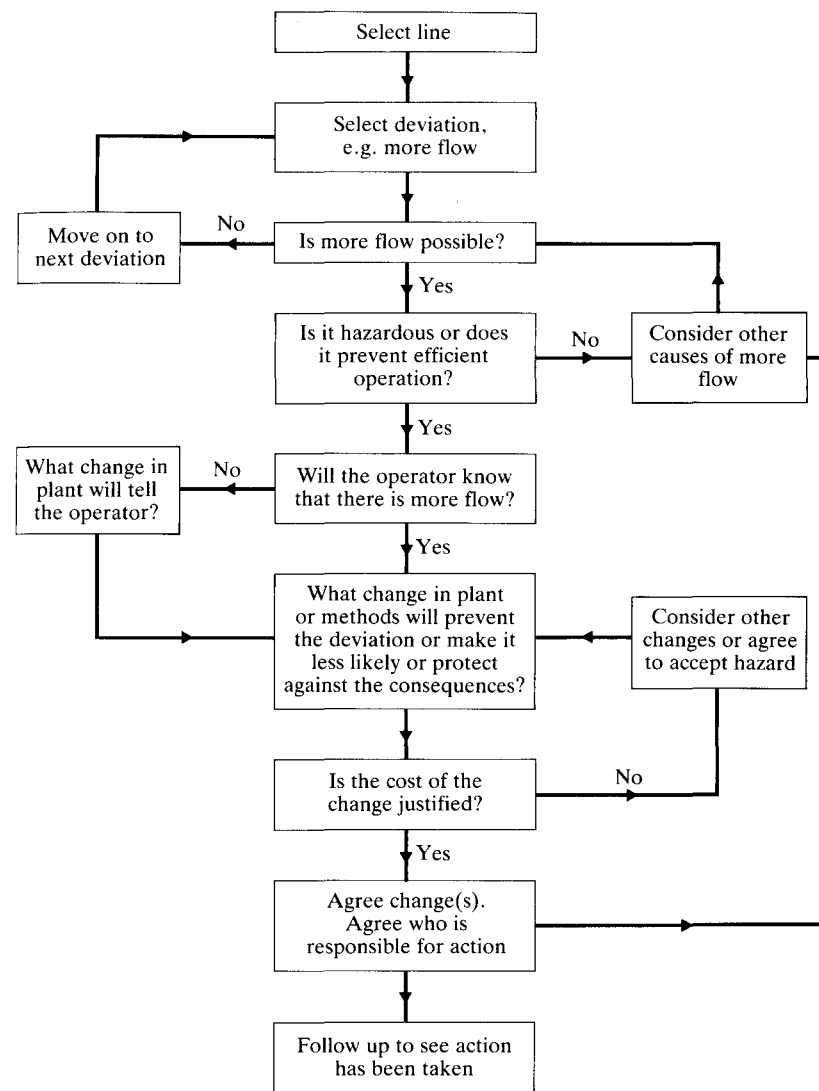 Select line
Select deviation,
e.g. more flow
No
Move on to
next deviation
Is more flow possible?
Yes
Is it hazardous or does
it prevent efficient
operation?
No
Consider other
causes of more
flow
Yes
What change in
plant will tell
the operator?
No
Will the operator know
that there is more flow?
Yes
What change in plant
or methods will prevent
the deviation or make it
less likely or protect
against the consequences?
Consider other
changes or agree
to accept hazard
Is the cost of the
change justified?
No
Yes
Agree change(s).
Agree who is
responsible for action
Follow up to see action
has been taken